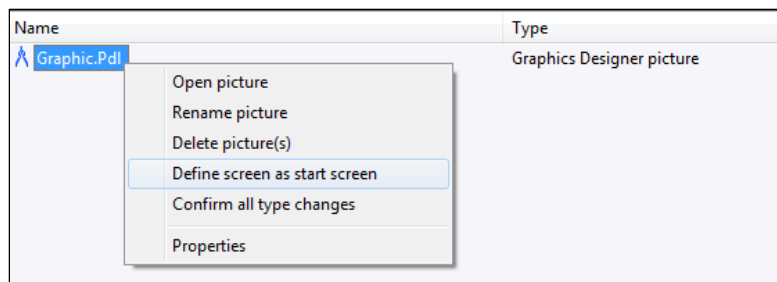 Name Type
Graphic.Pdl Graphics Designer picture
Open picture
Rename picture
Delete picture(s)
Define screen as start screen
Confirm all type changes
Properties